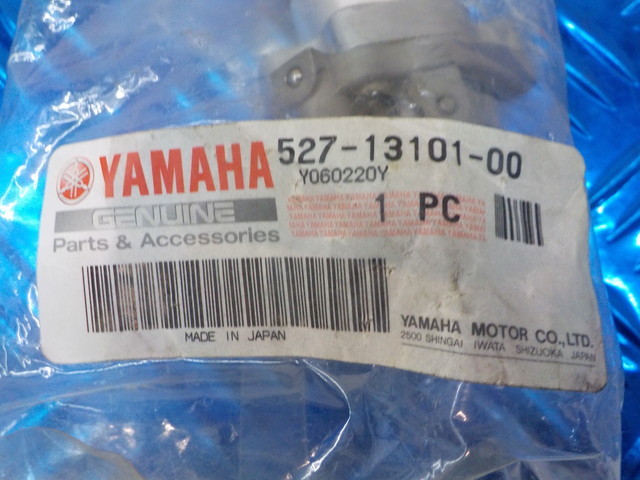 YAMAHA
527-13101-00
Y060220Y
GENUINE
1 PC
Parts & Accessories
MADE IN JAPAN
YAMAHA MOTOR CO.,LTD.
2500 SHINGAI IWATA SHIZUOKA JAPAN